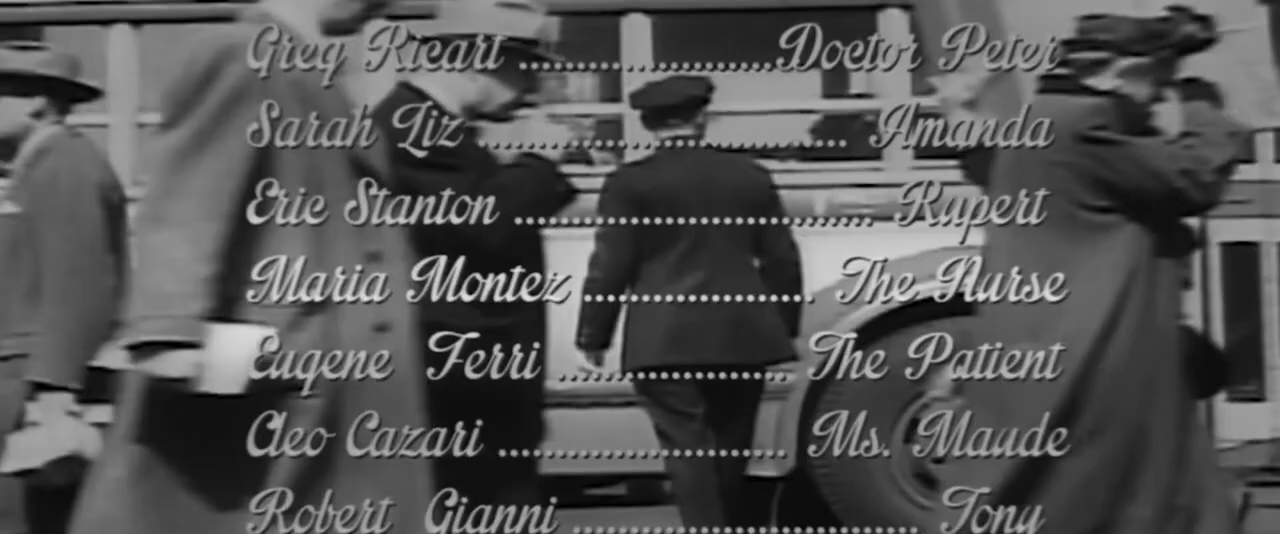 Greg Ricart ........................Doctor Peter
Sarah Liz ................................... Amanda
Eric Stanton .................................. Rupert
Maria Montez ...................... The Nurse
Eugene Ferri ...................... The Patient
Cleo Cazari ............................ Ms. Maude
Robert Gianni ................................. Tony